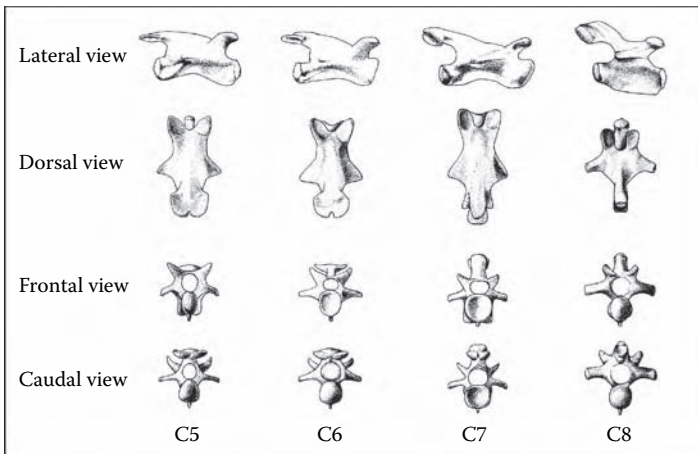 Lateral view
Dorsal view
Frontal view
Caudal view
C5 C6 C7 C8